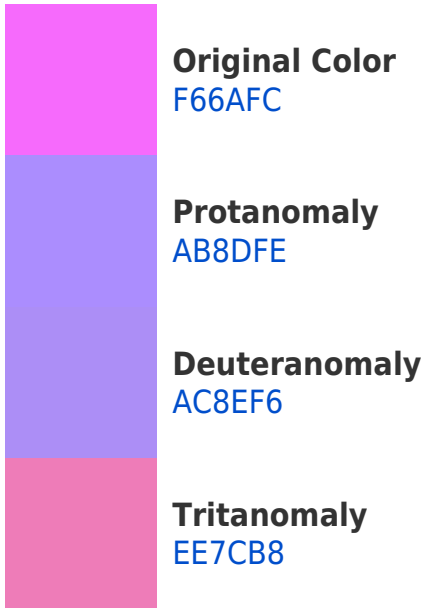 Original Color
F66AFC
Protanomaly
AB8DFE
Deuteranomaly
AC8EF6
Tritanomaly
EE7CB8